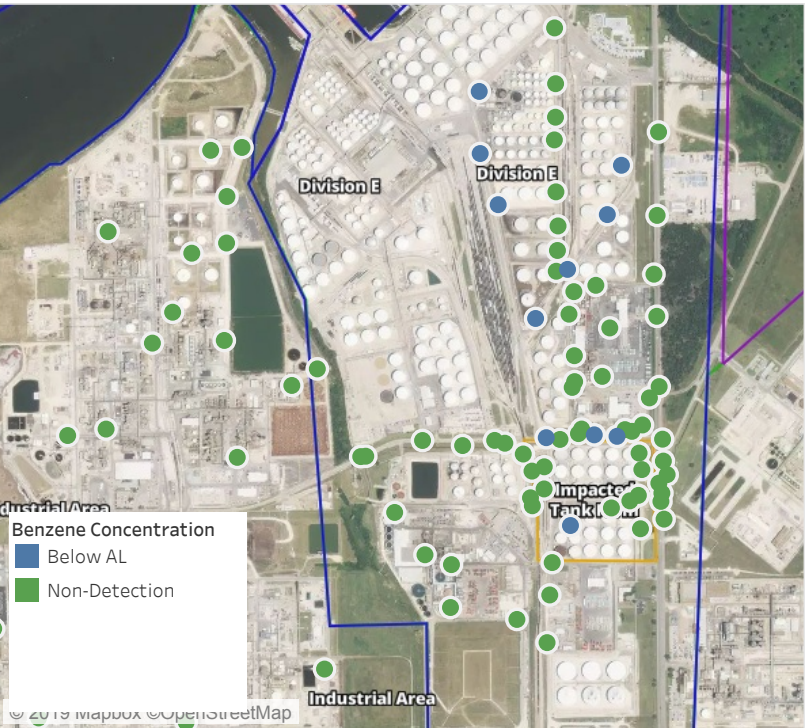 Division E
Division E
Impacted
Tank Farm
Industrial Area
Benzene Concentration
Below AL
Non-Detection
Industrial Area
© 2019 Mapbox ©OpenStreetMap